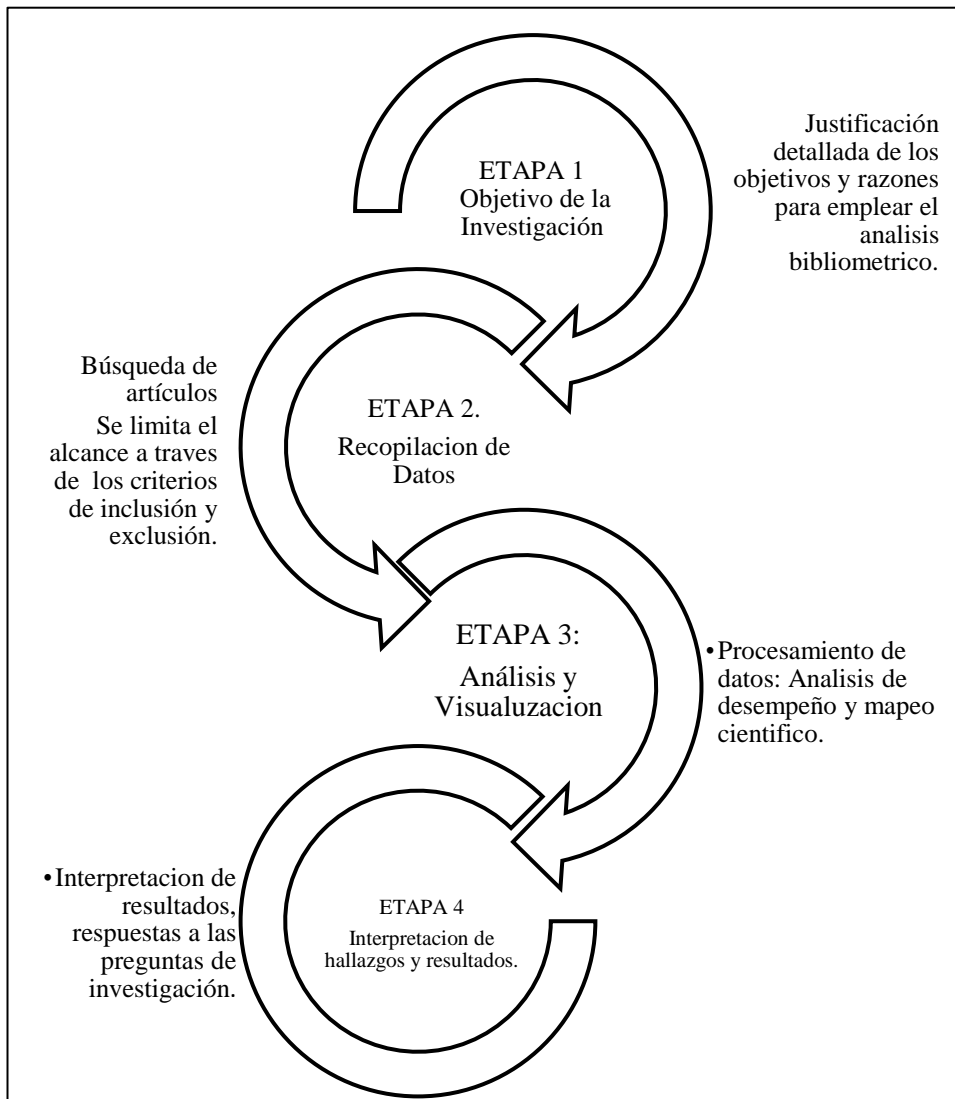 ETAPA 1
Objetivo de la
Investigación
Justificación
detallada de los
objetivos y razones
para emplear el
analisis
bibliometrico.
ETAPA 2.
Recopilacion de
Datos
Búsqueda de
artículos
Se limita el
alcance a traves
de los criterios
de inclusión y
exclusión.
ETAPA 3:
Análisis y
Visualuzacion
•Procesamiento de
datos: Analisis de
desempeño y mapeo
cientifico.
ETAPA 4
Interpretacion de
hallazgos y resultados.
•Interpretacion de
resultados,
respuestas a las
preguntas de
investigación.